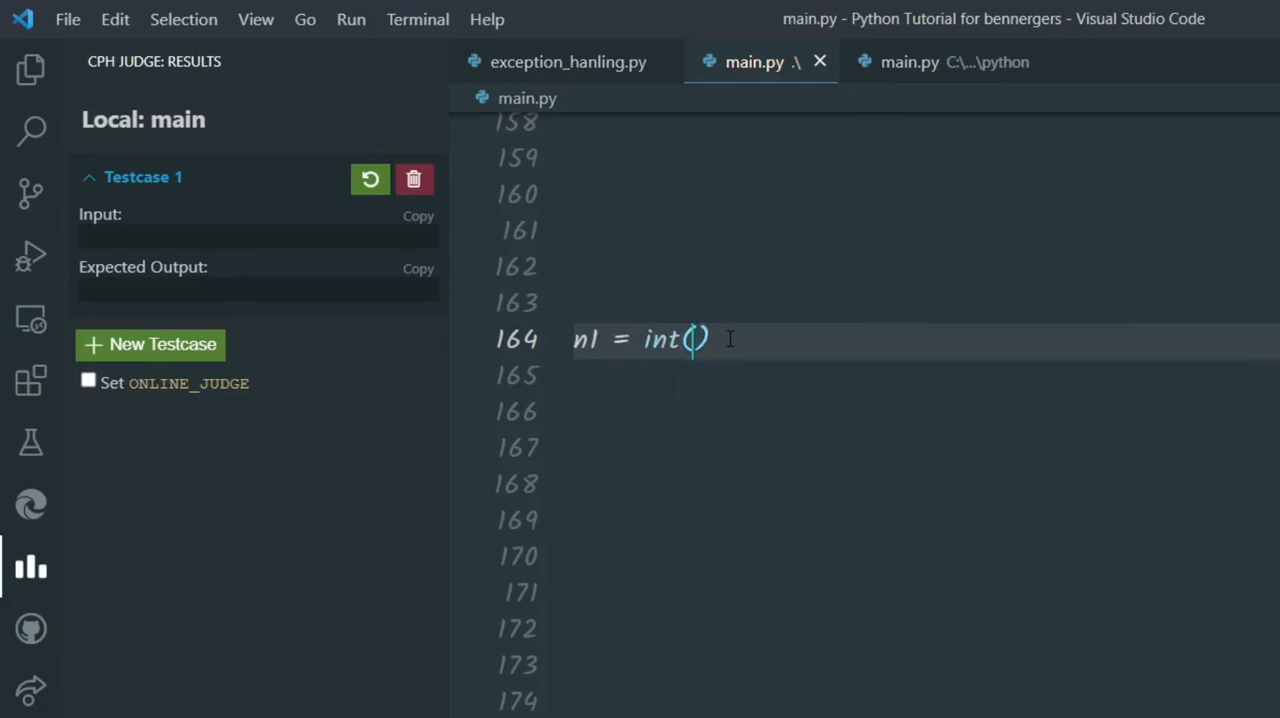 File Edit Selection View Go Run Terminal Help main.py - Python Tutorial for bennergers - Visual Studio Code
CPH JUDGE: RESULTS
exception_hanling.py main.py .\ main.py C:\...\python
main.py
Local: main
Testcase 1
Input: Copy
Expected Output: Copy
New Testcase
Set ONLINE_JUDGE
158
159
160
161
162
163
164 n1 = int()
165
166
167
168
169
170
171
172
173
174